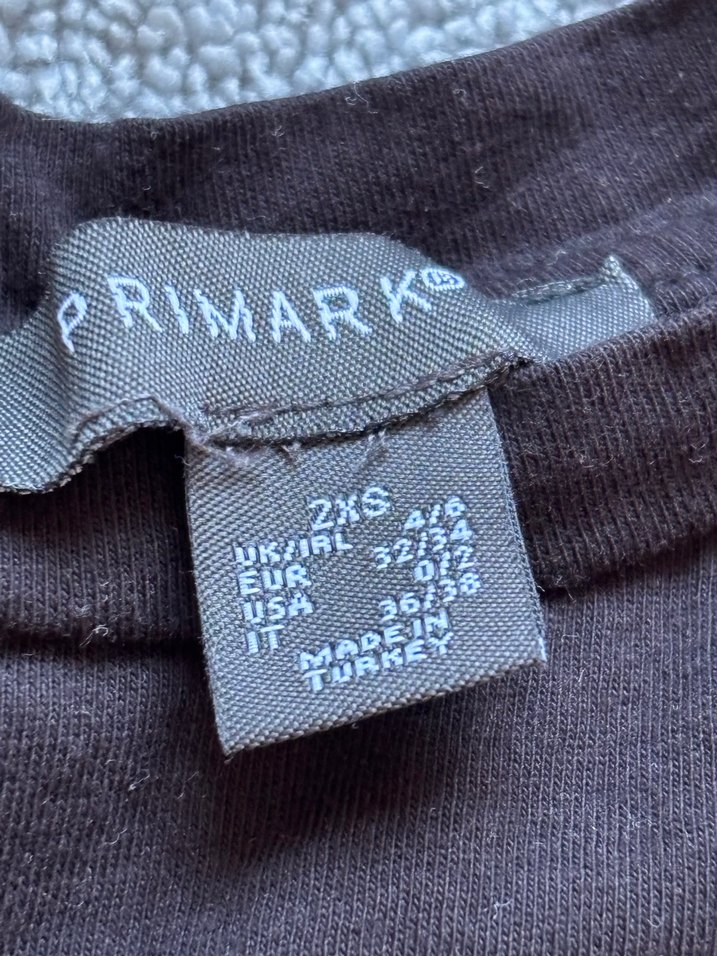 PRIMARK®
2XS
UK/IRL 4/6
EUR 32/34
USA 0/2
IT 36/38
MADE IN
TURKEY